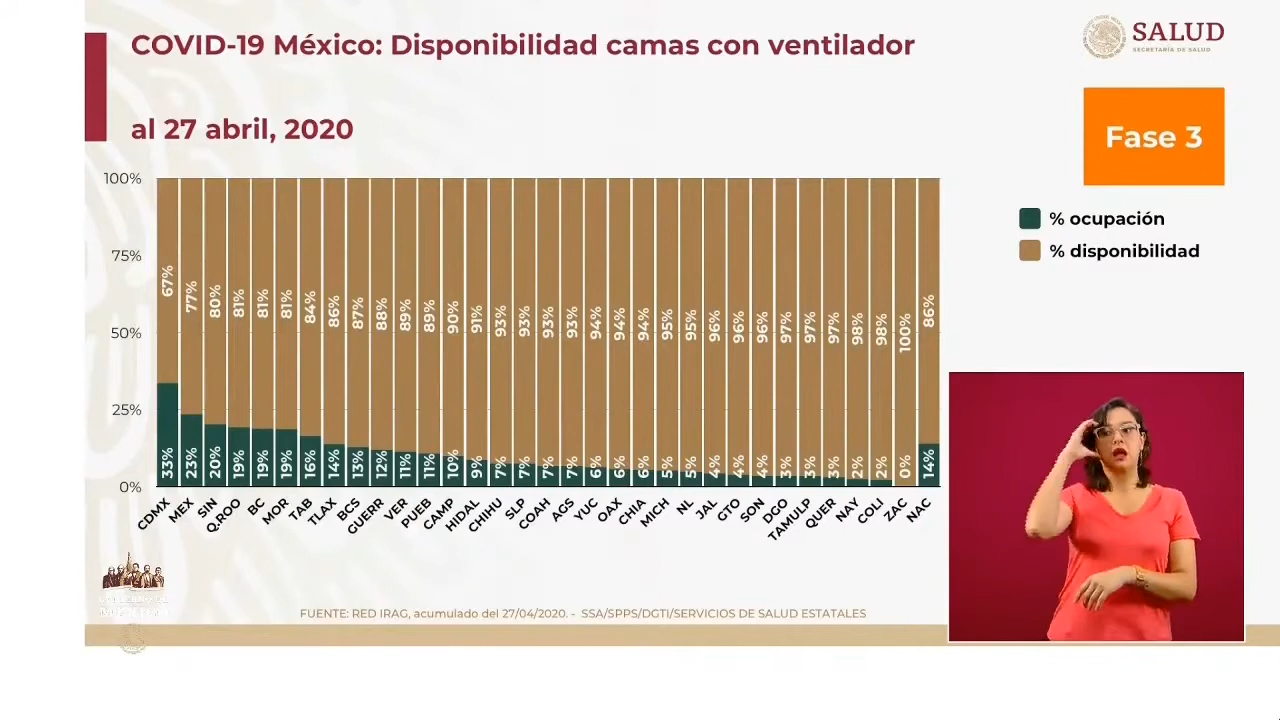 COVID-19 México: Disponibilidad camas con ventilador
al 27 abril, 2020
SALUD
SECRETARÍA DE SALUD
Fase 3
% ocupación
% disponibilidad
100%
75%
50%
25%
0%
67% 77% 80% 81% 81% 81% 84% 86% 87% 88% 89% 89% 90% 91% 93% 93% 93% 93% 94% 94% 94% 95% 95% 96% 96% 96% 97% 97% 97% 98% 98% 100% 86%
33% 23% 20% 19% 19% 19% 16% 14% 13% 12% 11% 11% 10% 9% 7% 7% 7% 7% 6% 6% 6% 5% 5% 4% 4% 4% 3% 3% 3% 2% 2% 0% 14%
CDMX MEX SIN Q.ROO BC MOR TAB TLAX BCS GUERR VER PUEB CAMP HIDAL CHIHU SLP COAH AGS YUC OAX CHIA MICH NL JAL GTO SON DGO TAMULP QUER NAY COLI ZAC NAC
FUENTE: RED IRAG, acumulado del 27/04/2020. - SSA/SPPS/DGTI/SERVICIOS DE SALUD ESTATALES